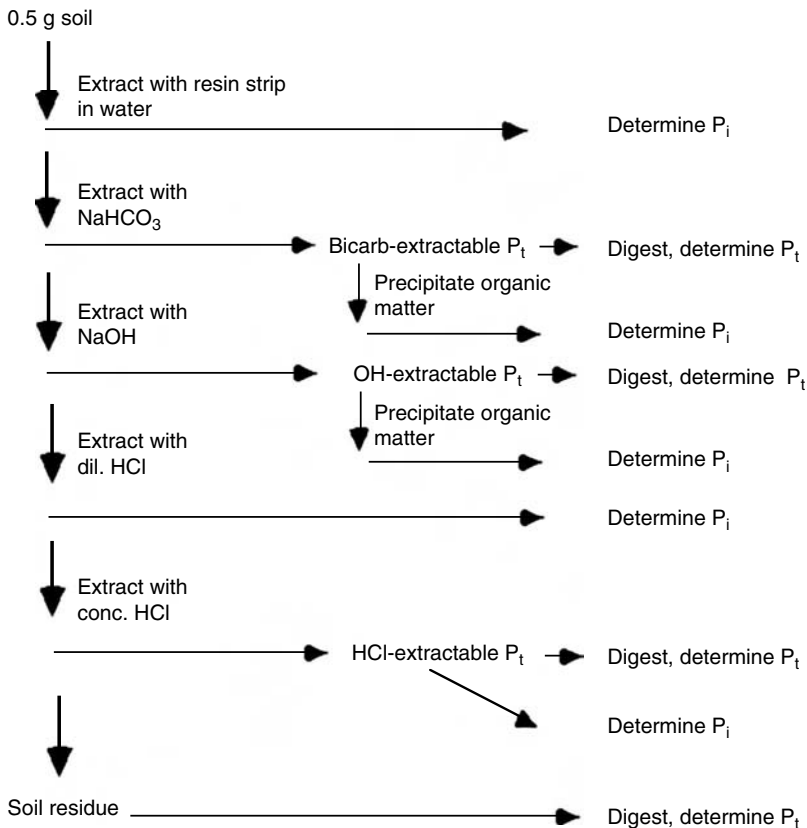 0.5 g soil
Extract with resin strip
in water
Determine Pᵢ
Extract with
NaHCO₃
Bicarb-extractable Pₜ
Digest, determine Pₜ
Precipitate organic
matter
Extract with
NaOH
Determine Pᵢ
OH-extractable Pₜ
Digest, determine Pₜ
Precipitate organic
matter
Extract with
dil. HCl
Determine Pᵢ
Determine Pᵢ
Extract with
conc. HCl
HCl-extractable Pₜ
Digest, determine Pₜ
Determine Pᵢ
Soil residue
Digest, determine Pₜ